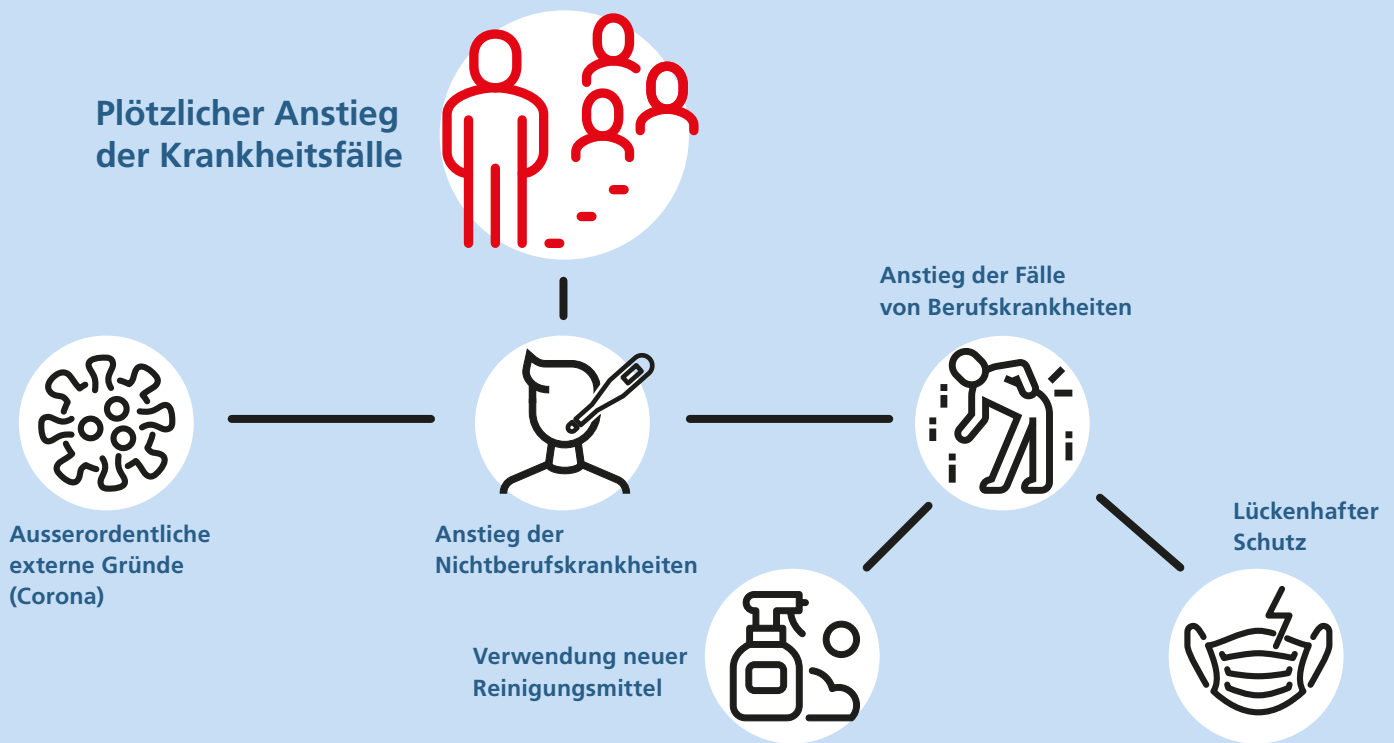 Plötzlicher Anstieg
der Krankheitsfälle
Anstieg der Fälle
von Berufskrankheiten
Ausserordentliche
externe Gründe
(Corona)
Anstieg der
Nichtberufskrankheiten
Lückenhafter
Schutz
Verwendung neuer
Reinigungsmittel